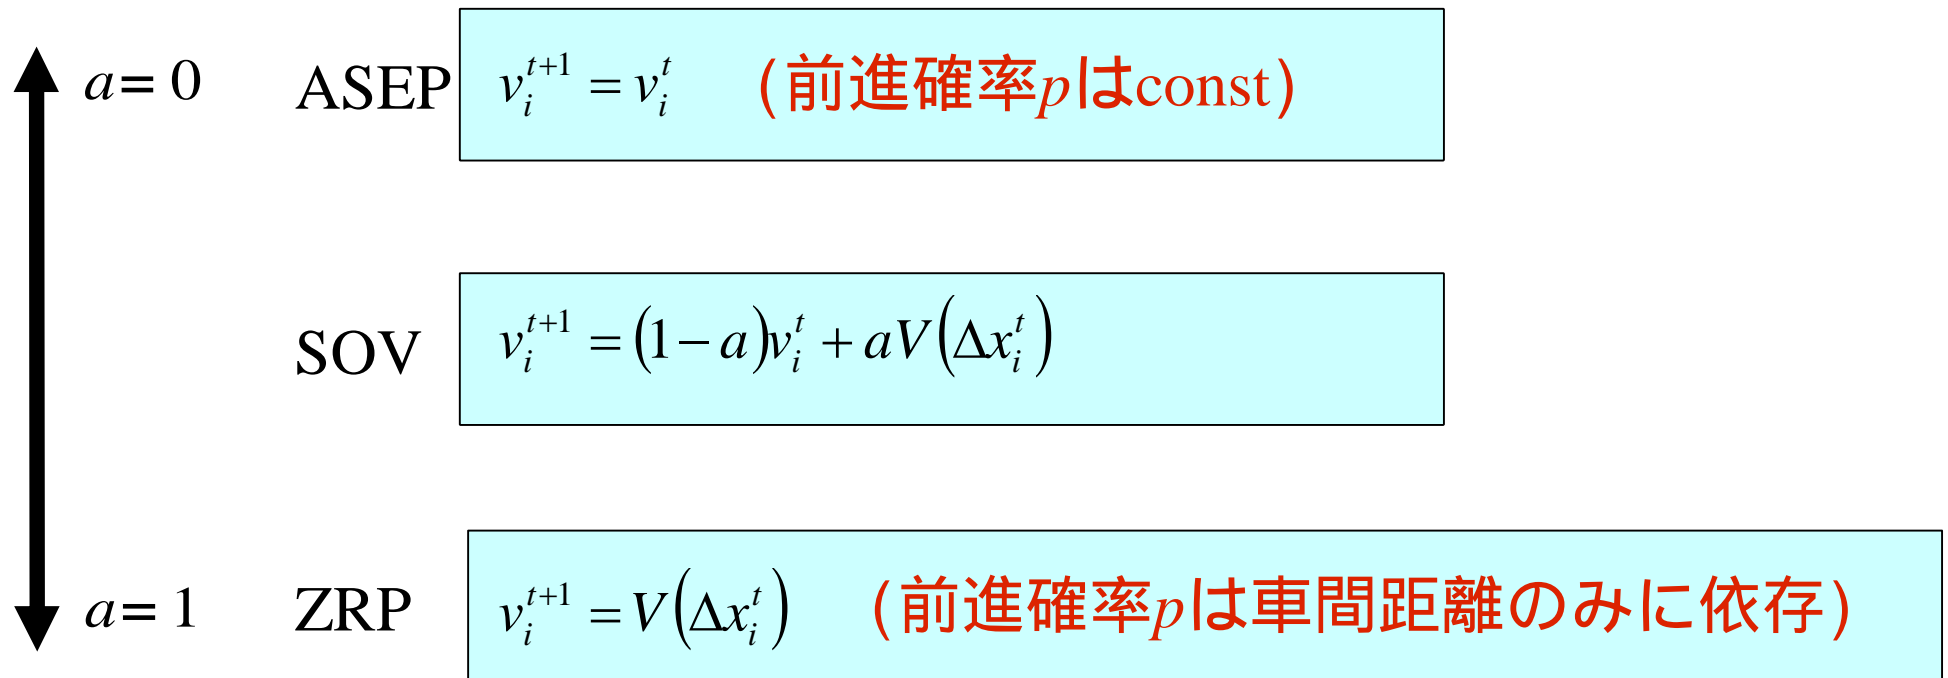 a = 0 ASEP v_i^{t+1} = v_i^t (前進確率pはconst)
SOV v_i^{t+1} = (1 − a)v_i^t + aV(Δx_i^t)
a = 1 ZRP v_i^{t+1} = V(Δx_i^t) (前進確率pは車間距離のみに依存)